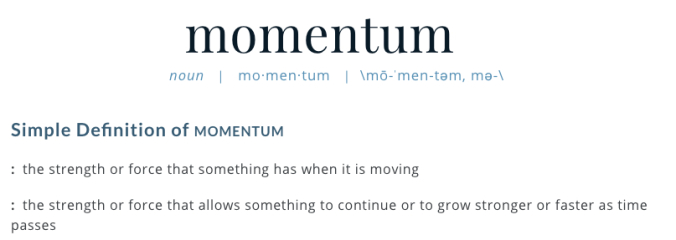 momentum
noun | mo·men·tum | \mō-ˈmen-təm, mə-\
Simple Definition of MOMENTUM
: the strength or force that something has when it is moving
: the strength or force that allows something to continue or to grow stronger or faster as time
passes